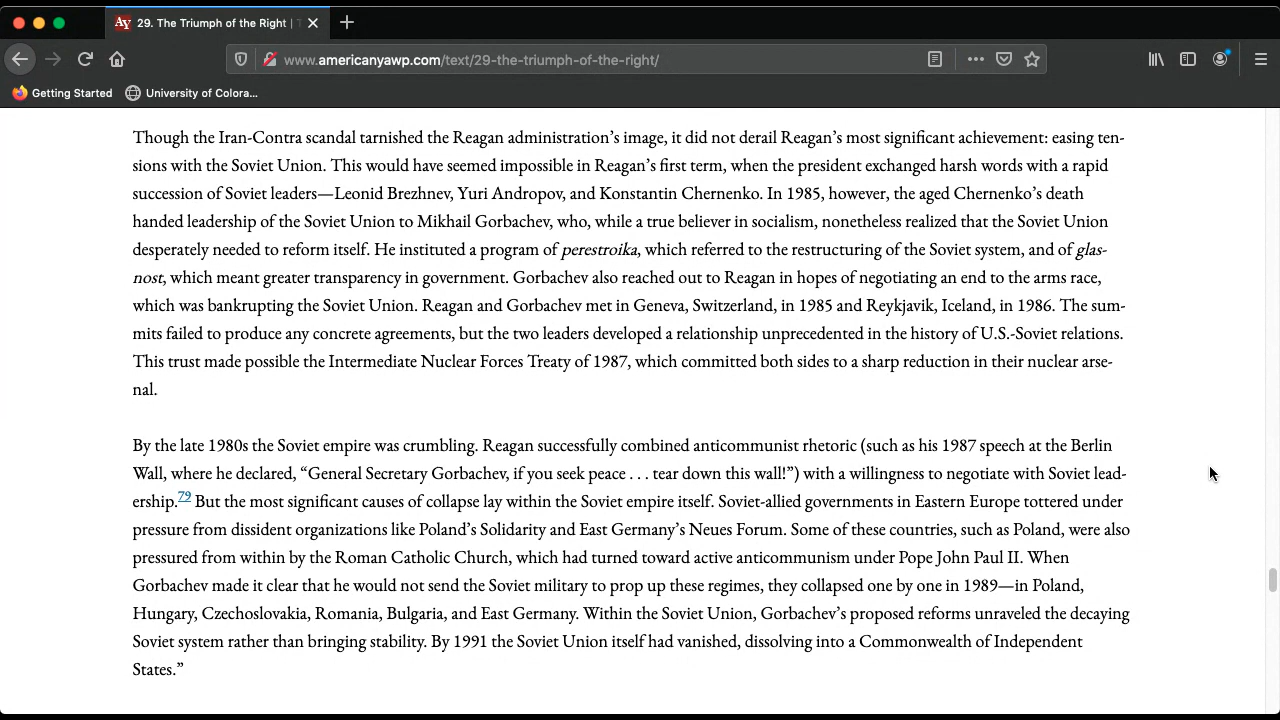 29. The Triumph of the Right | T
www.americanyawp.com/text/29-the-triumph-of-the-right/
Getting Started
University of Colora...
Though the Iran-Contra scandal tarnished the Reagan administration’s image, it did not derail Reagan’s most significant achievement: easing ten-
sions with the Soviet Union. This would have seemed impossible in Reagan’s first term, when the president exchanged harsh words with a rapid
succession of Soviet leaders—Leonid Brezhnev, Yuri Andropov, and Konstantin Chernenko. In 1985, however, the aged Chernenko’s death
handed leadership of the Soviet Union to Mikhail Gorbachev, who, while a true believer in socialism, nonetheless realized that the Soviet Union
desperately needed to reform itself. He instituted a program of perestroika, which referred to the restructuring of the Soviet system, and of glas-
nost, which meant greater transparency in government. Gorbachev also reached out to Reagan in hopes of negotiating an end to the arms race,
which was bankrupting the Soviet Union. Reagan and Gorbachev met in Geneva, Switzerland, in 1985 and Reykjavik, Iceland, in 1986. The sum-
mits failed to produce any concrete agreements, but the two leaders developed a relationship unprecedented in the history of U.S.-Soviet relations.
This trust made possible the Intermediate Nuclear Forces Treaty of 1987, which committed both sides to a sharp reduction in their nuclear arse-
nal.
By the late 1980s the Soviet empire was crumbling. Reagan successfully combined anticommunist rhetoric (such as his 1987 speech at the Berlin
Wall, where he declared, “General Secretary Gorbachev, if you seek peace . . . tear down this wall!”) with a willingness to negotiate with Soviet lead-
ership.79 But the most significant causes of collapse lay within the Soviet empire itself. Soviet-allied governments in Eastern Europe tottered under
pressure from dissident organizations like Poland’s Solidarity and East Germany’s Neues Forum. Some of these countries, such as Poland, were also
pressured from within by the Roman Catholic Church, which had turned toward active anticommunism under Pope John Paul II. When
Gorbachev made it clear that he would not send the Soviet military to prop up these regimes, they collapsed one by one in 1989—in Poland,
Hungary, Czechoslovakia, Romania, Bulgaria, and East Germany. Within the Soviet Union, Gorbachev’s proposed reforms unraveled the decaying
Soviet system rather than bringing stability. By 1991 the Soviet Union itself had vanished, dissolving into a Commonwealth of Independent
States.”